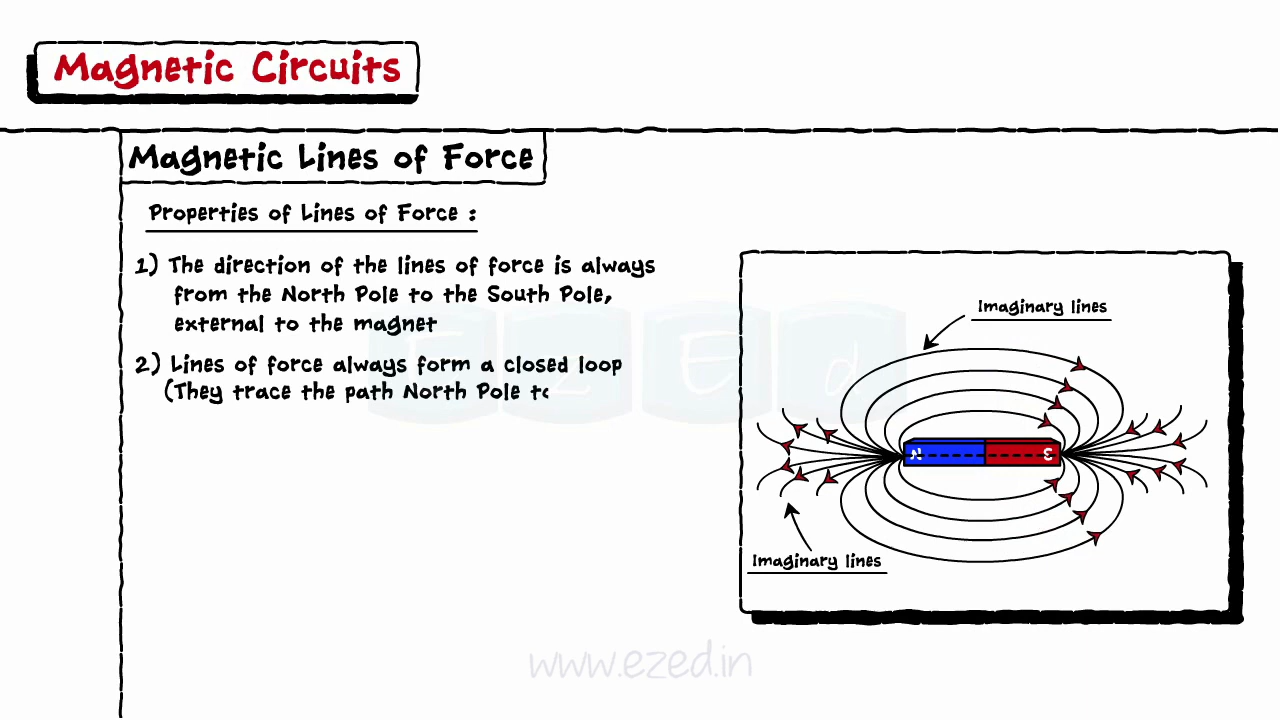 Magnetic Circuits
Magnetic Lines of Force
Properties of Lines of Force :
1) The direction of the lines of force is always
from the North Pole to the South Pole,
external to the magnet
2) Lines of force always form a closed loop
(They trace the path North Pole to
Imaginary lines
N S
Imaginary lines
EZEd
www.ezed.in